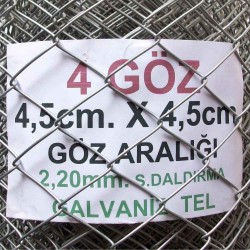 4 GÖZ
4,5cm. X 4,5cm
GÖZ ARALIĞI
2,20mm. S.DALDIRMA
GALVANİZ TEL